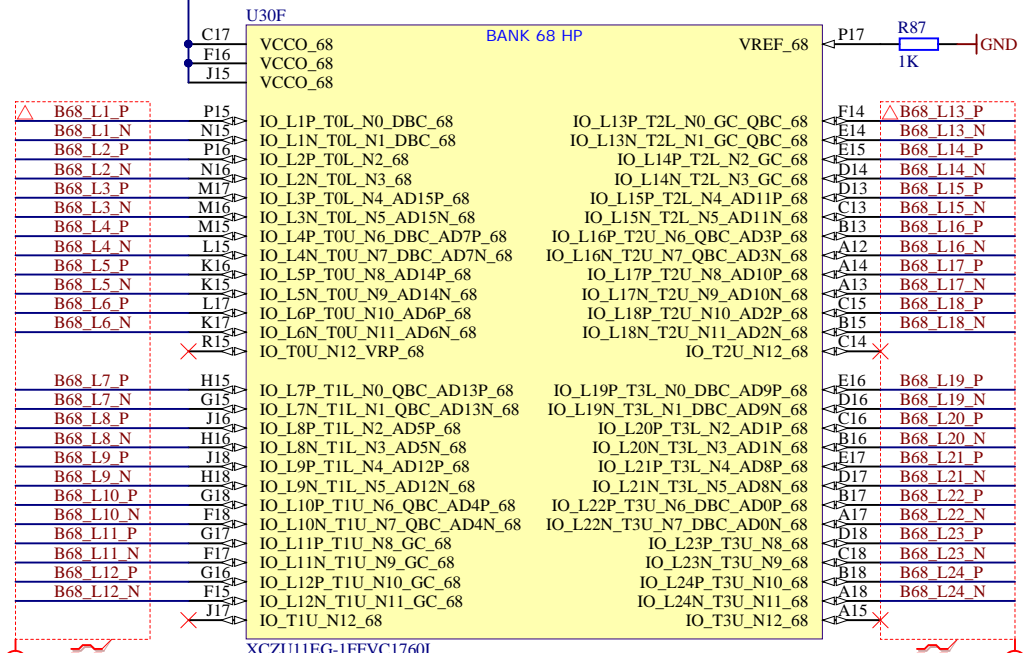 U30F
BANK 68 HP
C17 VCCO_68 VREF_68 P17 R87 GND
F16 VCCO_68 1K
J15 VCCO_68
B68_L1_P P15 IO_L1P_T0L_N0_DBC_68 IO_L13P_T2L_N0_GC_QBC_68 F14 B68_L13_P
B68_L1_N N15 IO_L1N_T0L_N1_DBC_68 IO_L13N_T2L_N1_GC_QBC_68 E14 B68_L13_N
B68_L2_P P16 IO_L2P_T0L_N2_68 IO_L14P_T2L_N2_GC_68 E15 B68_L14_P
B68_L2_N N16 IO_L2N_T0L_N3_68 IO_L14N_T2L_N3_GC_68 D14 B68_L14_N
B68_L3_P M17 IO_L3P_T0L_N4_AD15P_68 IO_L15P_T2L_N4_AD11P_68 D13 B68_L15_P
B68_L3_N M16 IO_L3N_T0L_N5_AD15N_68 IO_L15N_T2L_N5_AD11N_68 C13 B68_L15_N
B68_L4_P M15 IO_L4P_T0U_N6_DBC_AD7P_68 IO_L16P_T2U_N6_QBC_AD3P_68 B13 B68_L16_P
B68_L4_N L15 IO_L4N_T0U_N7_DBC_AD7N_68 IO_L16N_T2U_N7_QBC_AD3N_68 A12 B68_L16_N
B68_L5_P K16 IO_L5P_T0U_N8_AD14P_68 IO_L17P_T2U_N8_AD10P_68 A14 B68_L17_P
B68_L5_N K15 IO_L5N_T0U_N9_AD14N_68 IO_L17N_T2U_N9_AD10N_68 A13 B68_L17_N
B68_L6_P L17 IO_L6P_T0U_N10_AD6P_68 IO_L18P_T2U_N10_AD2P_68 C15 B68_L18_P
B68_L6_N K17 IO_L6N_T0U_N11_AD6N_68 IO_L18N_T2U_N11_AD2N_68 B15 B68_L18_N
R15 IO_T0U_N12_VRP_68 IO_T2U_N12_68 C14
B68_L7_P H15 IO_L7P_T1L_N0_QBC_AD13P_68 IO_L19P_T3L_N0_DBC_AD9P_68 E16 B68_L19_P
B68_L7_N G15 IO_L7N_T1L_N1_QBC_AD13N_68 IO_L19N_T3L_N1_DBC_AD9N_68 D16 B68_L19_N
B68_L8_P J16 IO_L8P_T1L_N2_AD5P_68 IO_L20P_T3L_N2_AD1P_68 C16 B68_L20_P
B68_L8_N H16 IO_L8N_T1L_N3_AD5N_68 IO_L20N_T3L_N3_AD1N_68 B16 B68_L20_N
B68_L9_P J18 IO_L9P_T1L_N4_AD12P_68 IO_L21P_T3L_N4_AD8P_68 E17 B68_L21_P
B68_L9_N H18 IO_L9N_T1L_N5_AD12N_68 IO_L21N_T3L_N5_AD8N_68 D17 B68_L21_N
B68_L10_P G18 IO_L10P_T1U_N6_QBC_AD4P_68 IO_L22P_T3U_N6_DBC_AD0P_68 B17 B68_L22_P
B68_L10_N F18 IO_L10N_T1U_N7_QBC_AD4N_68 IO_L22N_T3U_N7_DBC_AD0N_68 A17 B68_L22_N
B68_L11_P G17 IO_L11P_T1U_N8_GC_68 IO_L23P_T3U_N8_68 D18 B68_L23_P
B68_L11_N F17 IO_L11N_T1U_N9_GC_68 IO_L23N_T3U_N9_68 C18 B68_L23_N
B68_L12_P G16 IO_L12P_T1U_N10_GC_68 IO_L24P_T3U_N10_68 B18 B68_L24_P
B68_L12_N F15 IO_L12N_T1U_N11_GC_68 IO_L24N_T3U_N11_68 A18 B68_L24_N
J17 IO_T1U_N12_68 IO_T3U_N12_68 A15
XCZU11EG-1FFVC1760I